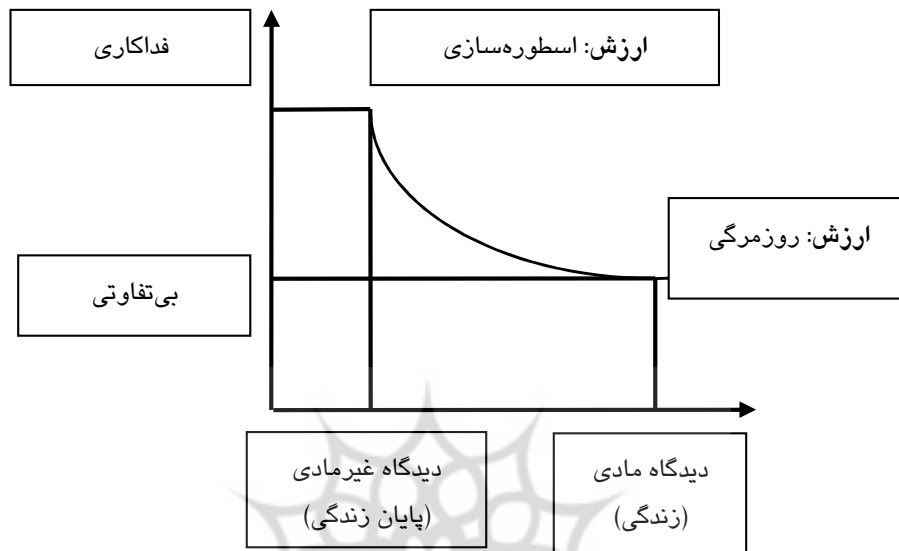 فداکاری
ارزش: اسطوره‌سازی
ارزش: روزمرگی
بی‌تفاوتی
دیدگاه غیرمادی
(پایان زندگی)
دیدگاه مادی
(زندگی)